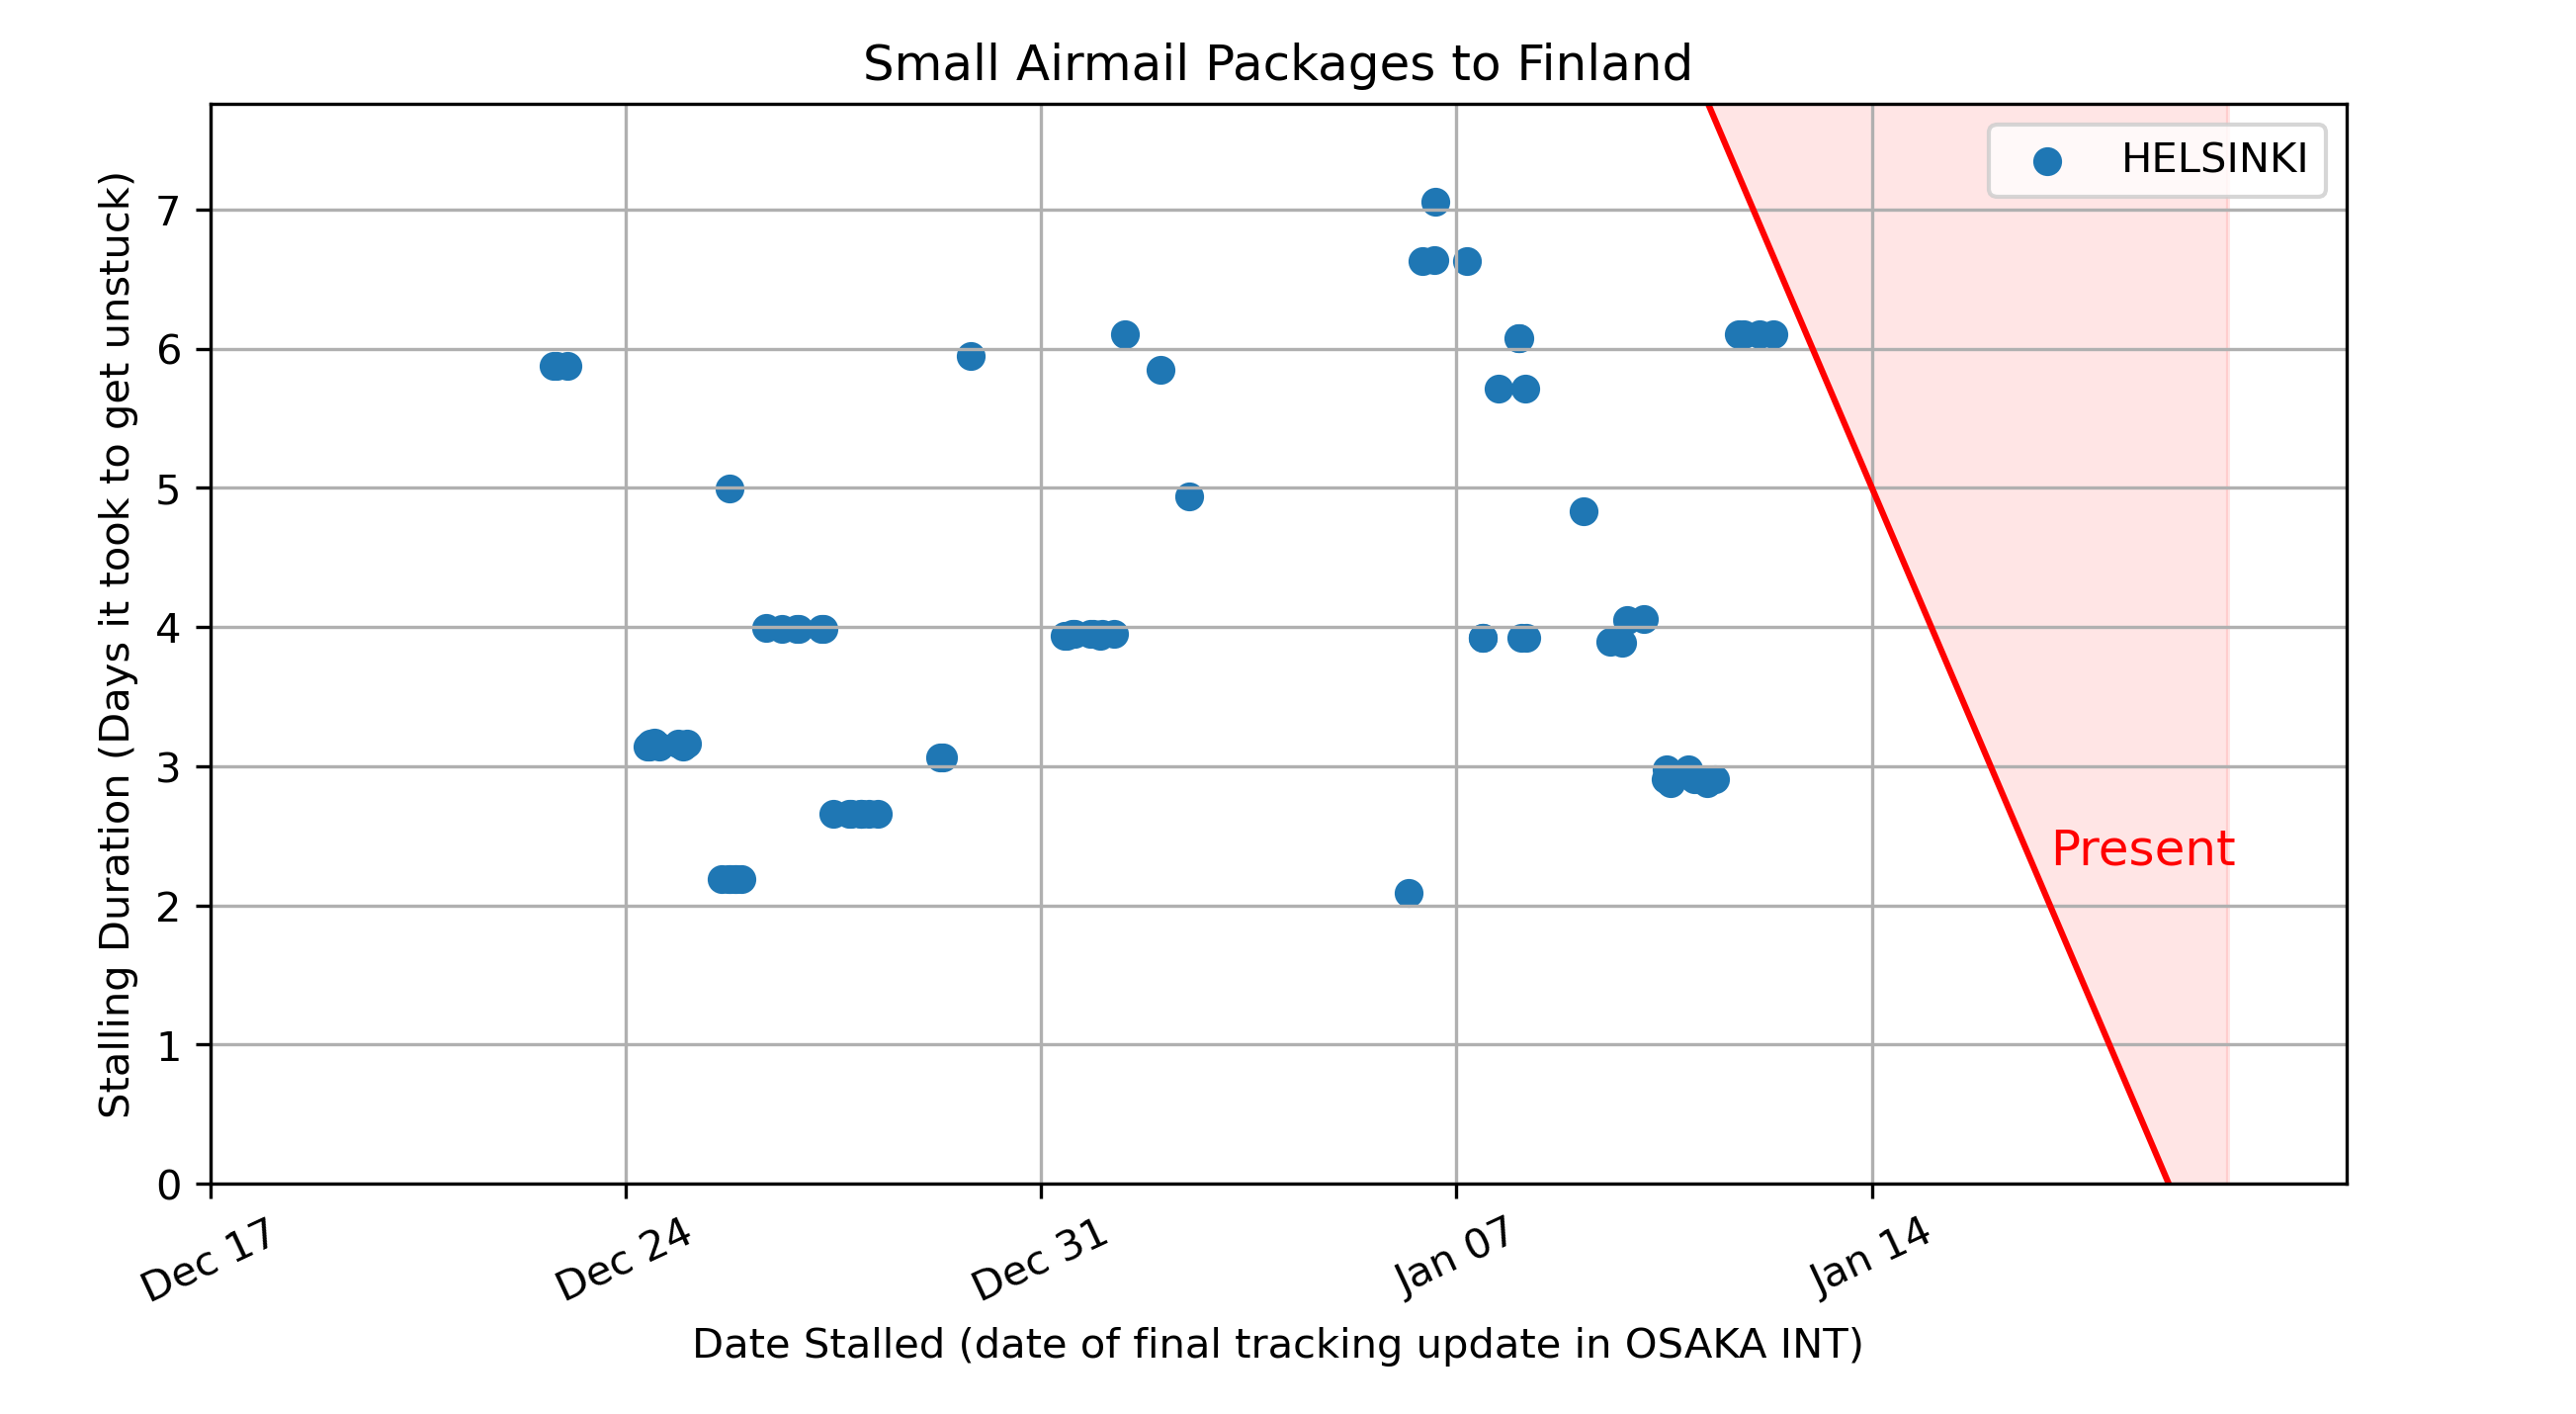 Small Airmail Packages to Finland
HELSINKI
Stalling Duration (Days it took to get unstuck)
7
6
5
4
3
2
1
0
Present
Dec 17
Dec 24
Dec 31
Jan 07
Jan 14
Date Stalled (date of final tracking update in OSAKA INT)